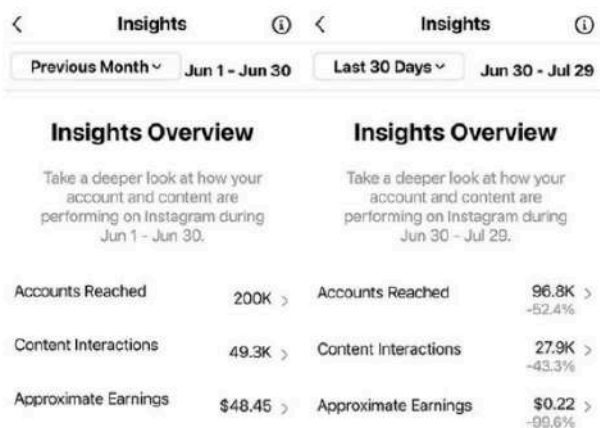 Insights
Previous Month Jun 1 - Jun 30
Insights Overview
Take a deeper look at how your
account and content are
performing on Instagram during
Jun 1 - Jun 30.
Accounts Reached 200K
Content Interactions 49.3K
Approximate Earnings $48.45
Insights
Last 30 Days Jun 30 - Jul 29
Insights Overview
Take a deeper look at how your
account and content are
performing on Instagram during
Jun 30 - Jul 29.
Accounts Reached 96.8K
-52.4%
Content Interactions 27.9K
-43.3%
Approximate Earnings $0.22
-99.6%